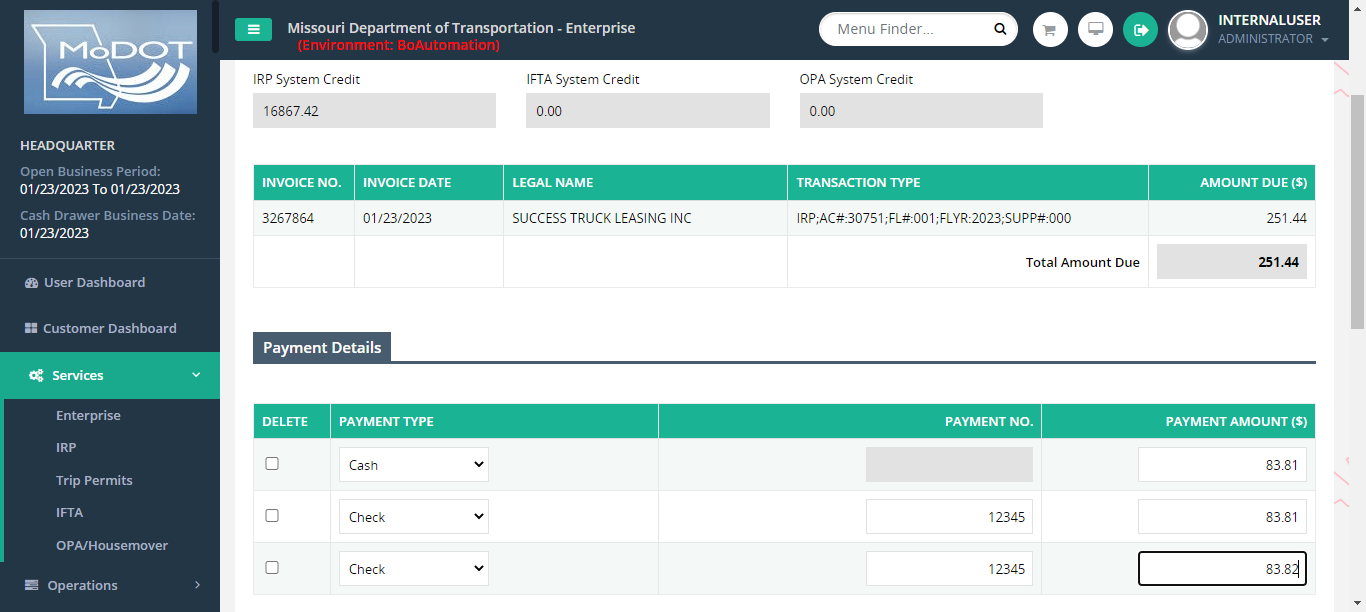 MoDOT
HEADQUARTER
Open Business Period:
01/23/2023 To 01/23/2023
Cash Drawer Business Date:
01/23/2023
User Dashboard
Customer Dashboard
Services
Enterprise
IRP
Trip Permits
IFTA
OPA/Housemover
Operations
Missouri Department of Transportation - Enterprise
(Environment: BoAutomation)
Menu Finder...
INTERNALUSER
ADMINISTRATOR
IRP System Credit IFTA System Credit OPA System Credit
16867.42 0.00 0.00
INVOICE NO. INVOICE DATE LEGAL NAME TRANSACTION TYPE AMOUNT DUE ($)
3267864 01/23/2023 SUCCESS TRUCK LEASING INC IRP;AC#:30751;FL#:001;FLYR:2023;SUPP#:000 251.44
Total Amount Due 251.44
Payment Details
DELETE PAYMENT TYPE PAYMENT NO. PAYMENT AMOUNT ($)
Cash 83.81
Check 12345 83.81
Check 12345 83.82